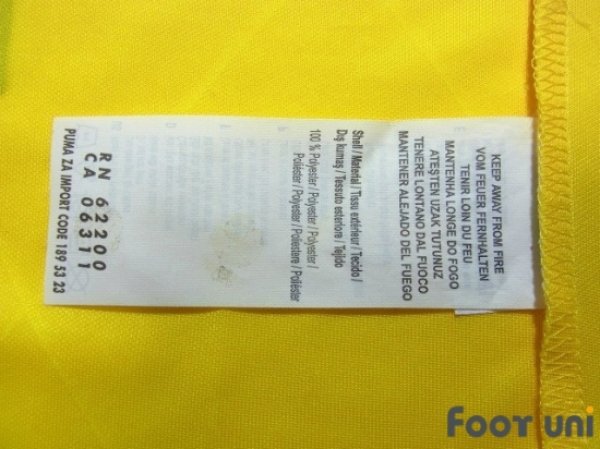 KEEP AWAY FROM FIRE
VOM FEUER FERNHALTEN
TENIR LOIN DU FEU
MANTENHA LONGE DO FOGO
ATEŞTEN UZAK TUTUNUZ
TENERE LONTANO DAL FUOCO
MANTENER ALEJADO DEL FUEGO
Shell / Material / Tissu extérieur / Tecido /
Dış kumaş / Tessuto esteriore / Tejido
100 % Polyester / Polyester / Polyester /
Poliéster / Polyester / Poliestere / Poliéster
RN 62200
CA 06311
PUMA ZA IMPORT CODE 189 53 23
FOOT UNI